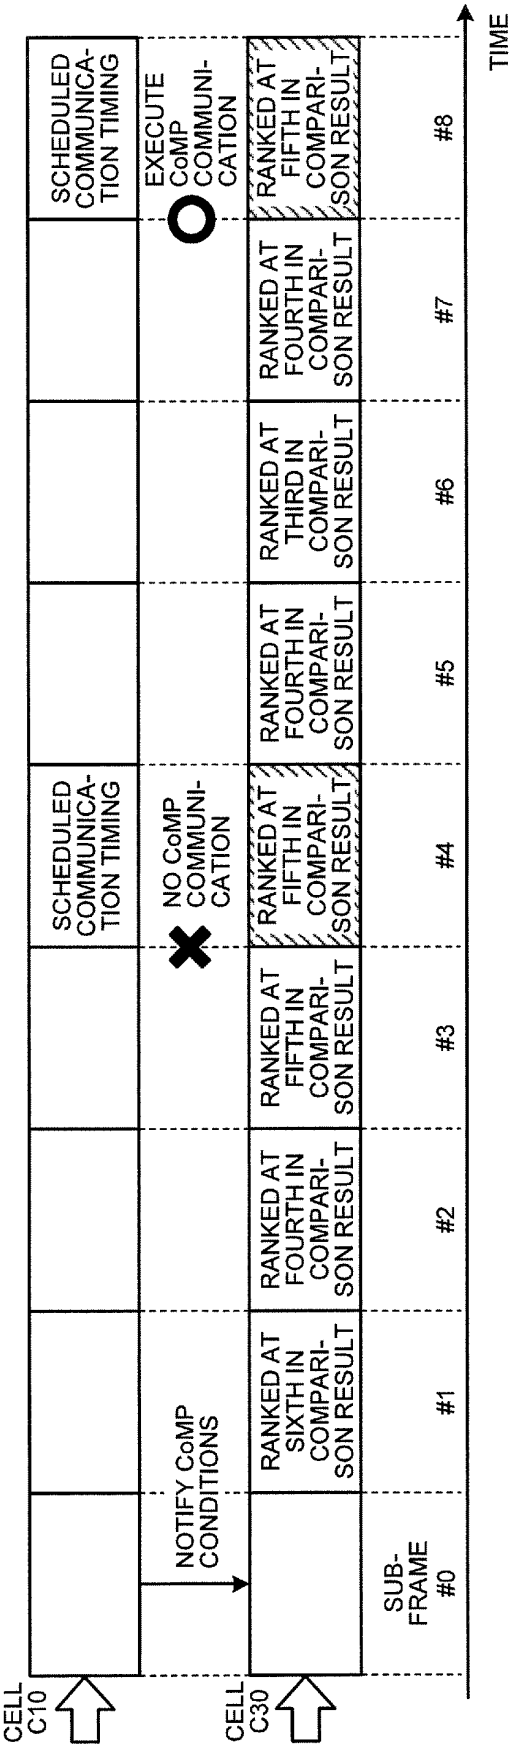 CELL
C10
SCHEDULED
COMMUNICA-
TION TIMING
SCHEDULED
COMMUNICA-
TION TIMING
NOTIFY CoMP
CONDITIONS
NO CoMP
COMMUNI-
CATION
EXECUTE
CoMP
COMMUNI-
CATION
CELL
C30
RANKED AT
SIXTH IN
COMPARI-
SON RESULT
RANKED AT
FOURTH IN
COMPARI-
SON RESULT
RANKED AT
FIFTH IN
COMPARI-
SON RESULT
RANKED AT
FIFTH IN
COMPARI-
SON RESULT
RANKED AT
FOURTH IN
COMPARI-
SON RESULT
RANKED AT
THIRD IN
COMPARI-
SON RESULT
RANKED AT
FOURTH IN
COMPARI-
SON RESULT
RANKED AT
FIFTH IN
COMPARI-
SON RESULT
SUB-
FRAME
#0
#1
#2
#3
#4
#5
#6
#7
#8
TIME